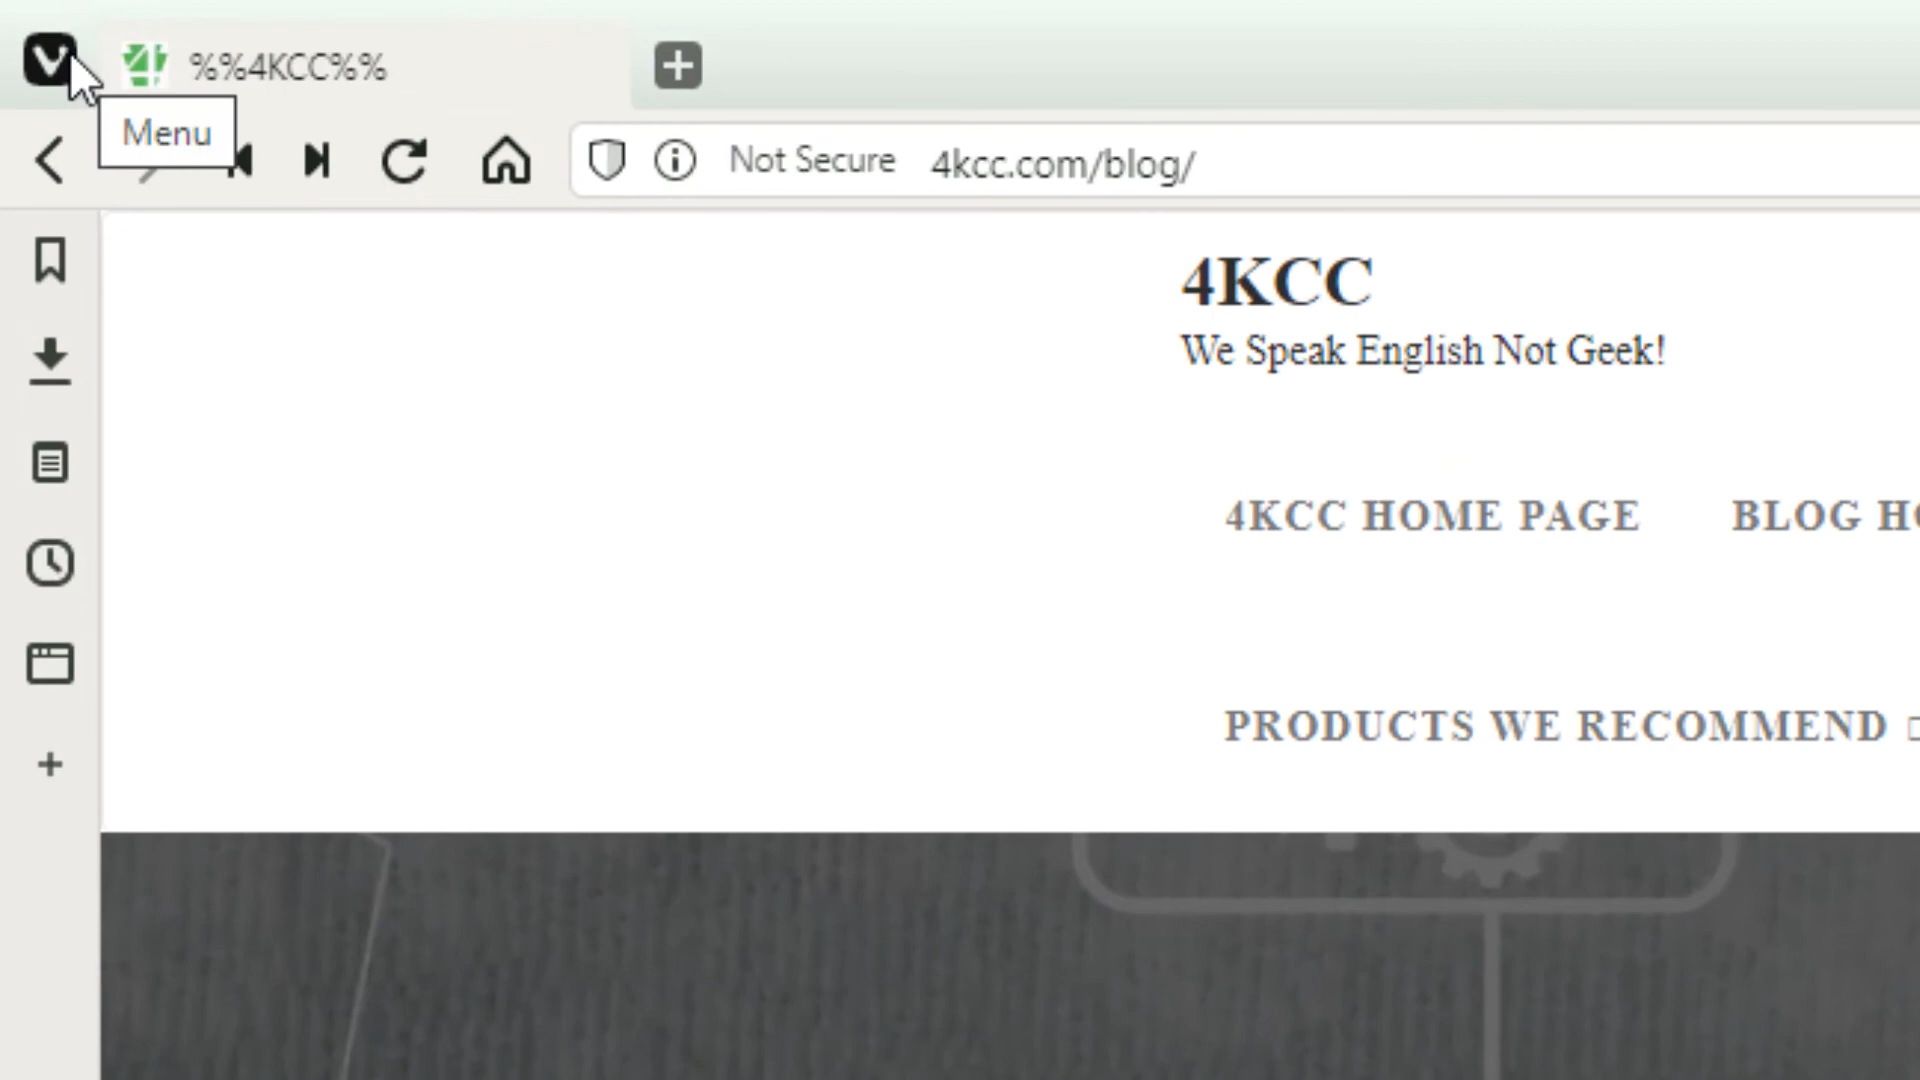 %%4KCC%%
Menu
Not Secure 4kcc.com/blog/
4KCC
We Speak English Not Geek!
4KCC HOME PAGE BLOG
PRODUCTS WE RECOMMEND